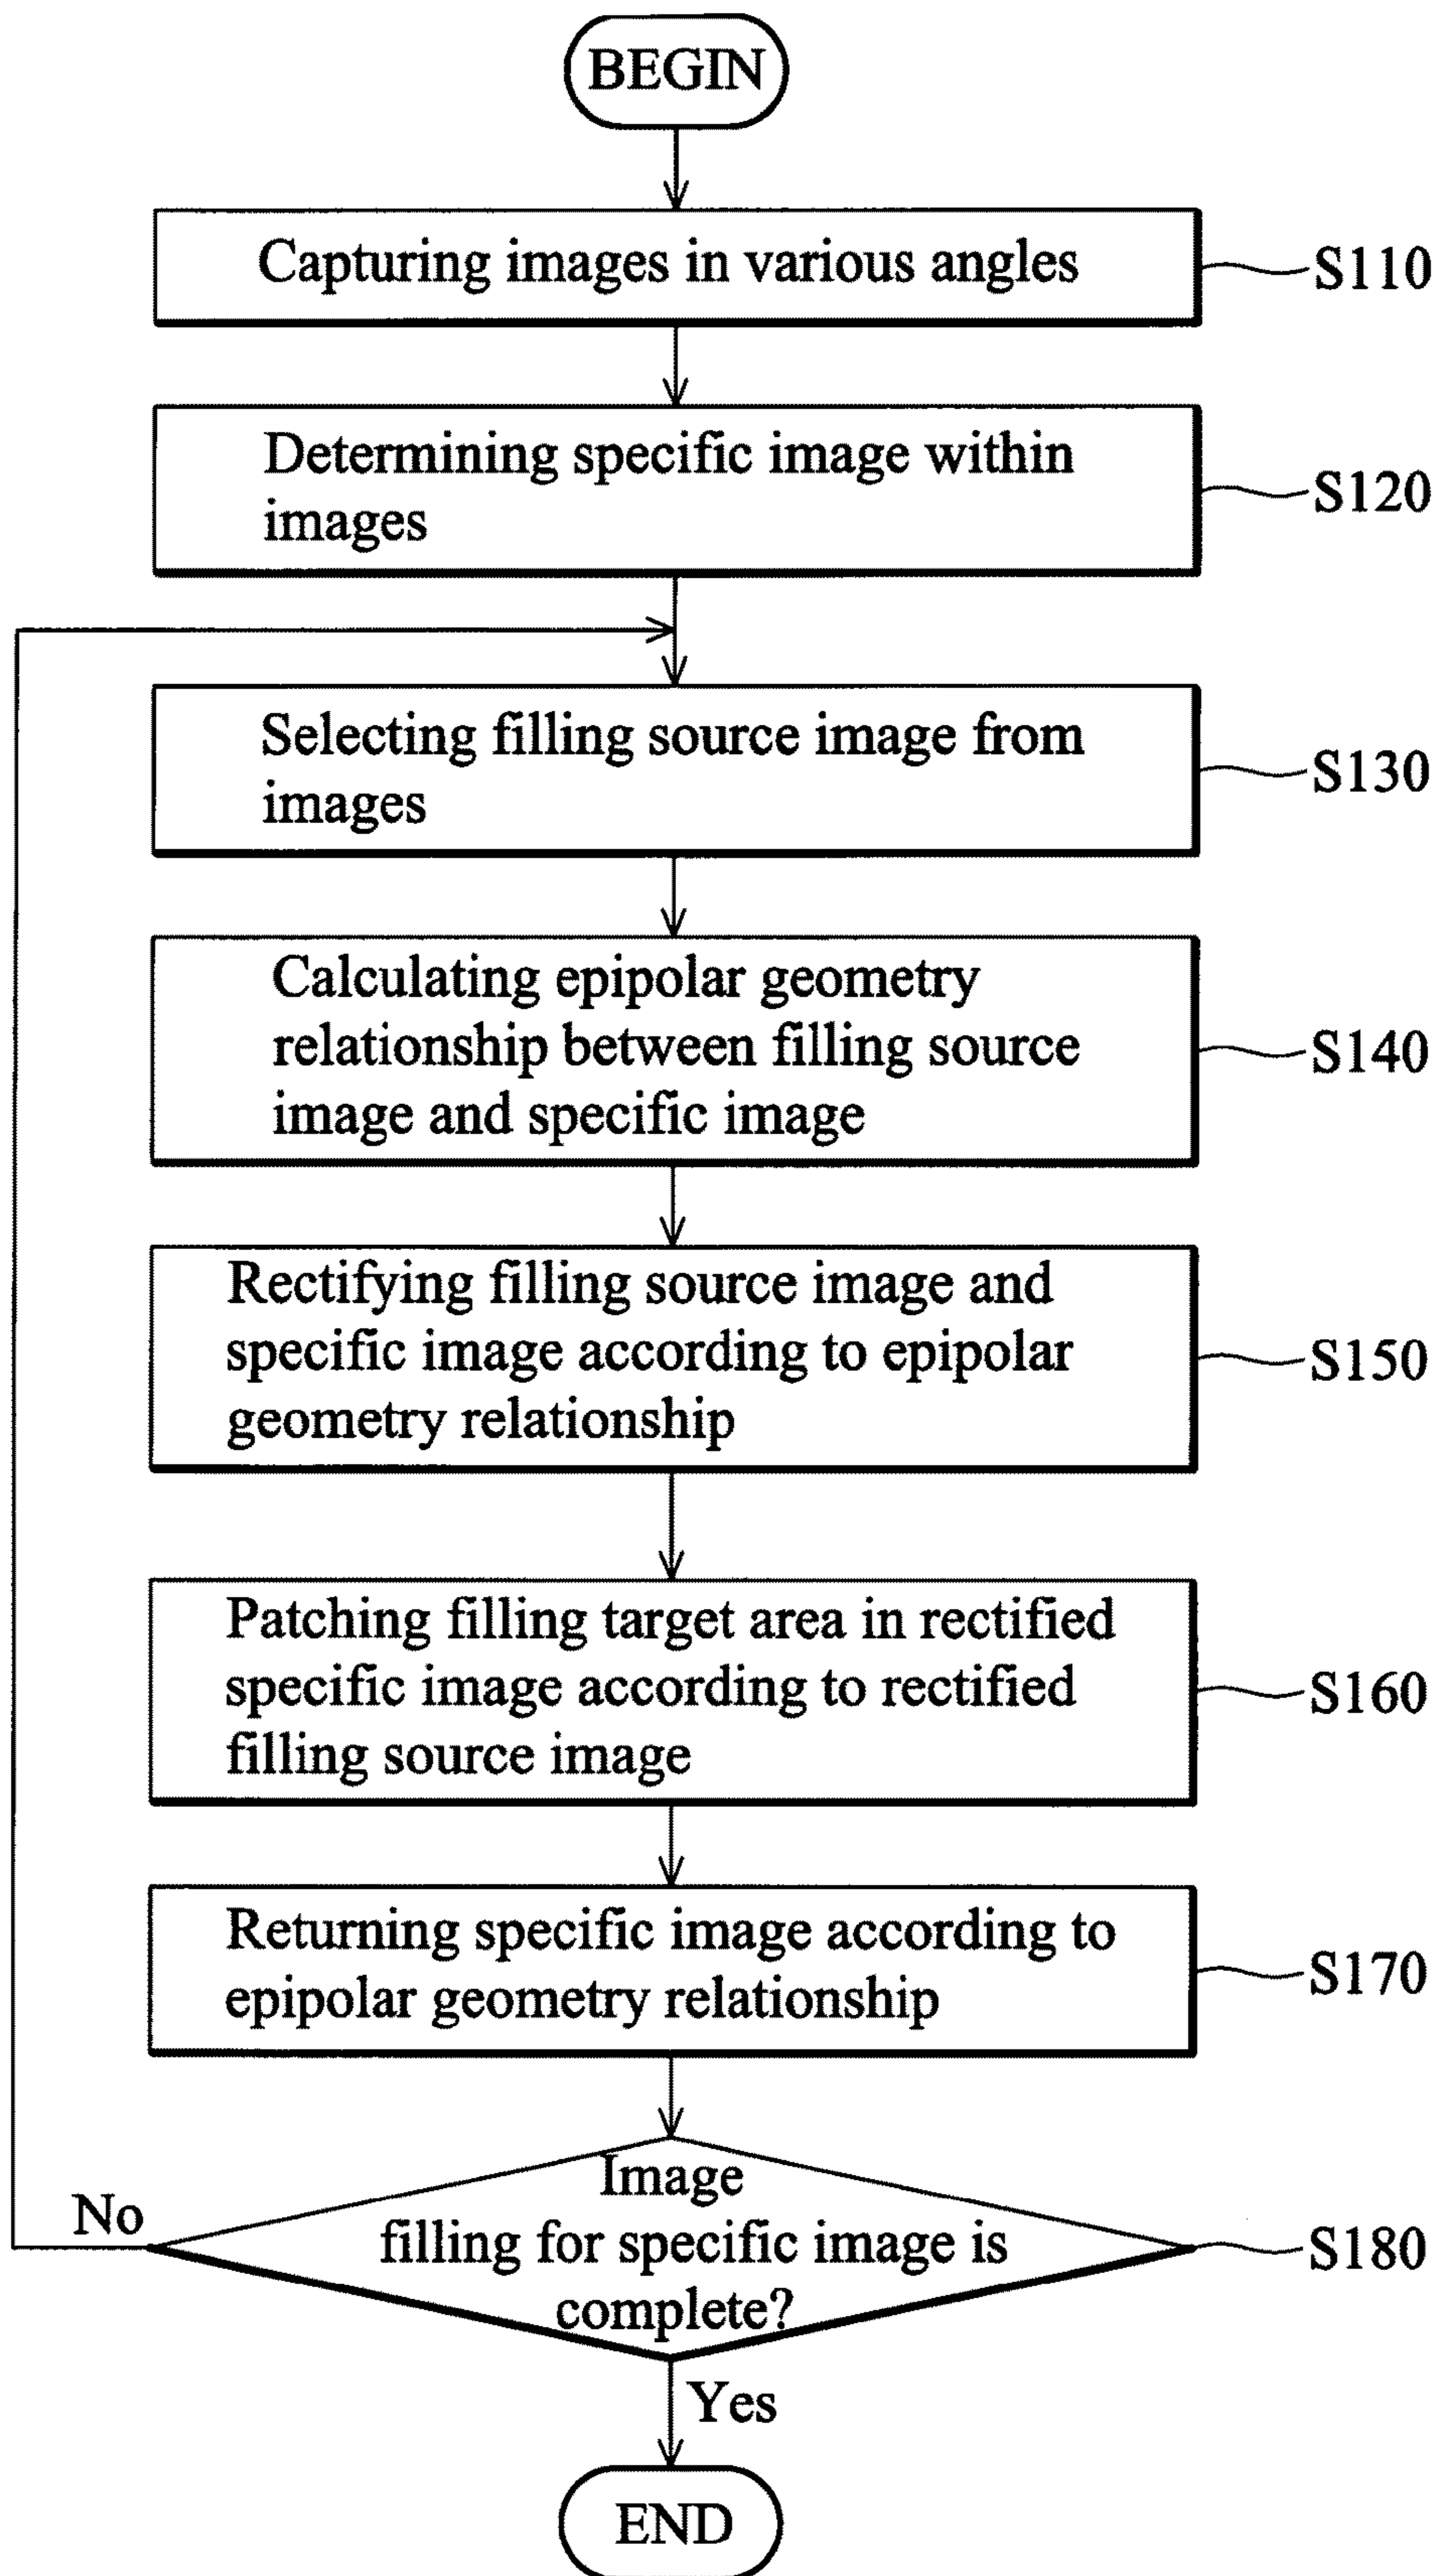 BEGIN
Capturing images in various angles
S110
Determining specific image within
images
S120
Selecting filling source image from
images
S130
Calculating epipolar geometry
relationship between filling source
image and specific image
S140
Rectifying filling source image and
specific image according to epipolar
geometry relationship
S150
Patching filling target area in rectified
specific image according to rectified
filling source image
S160
Returning specific image according to
epipolar geometry relationship
S170
Image
filling for specific image is
complete?
No
S180
Yes
END